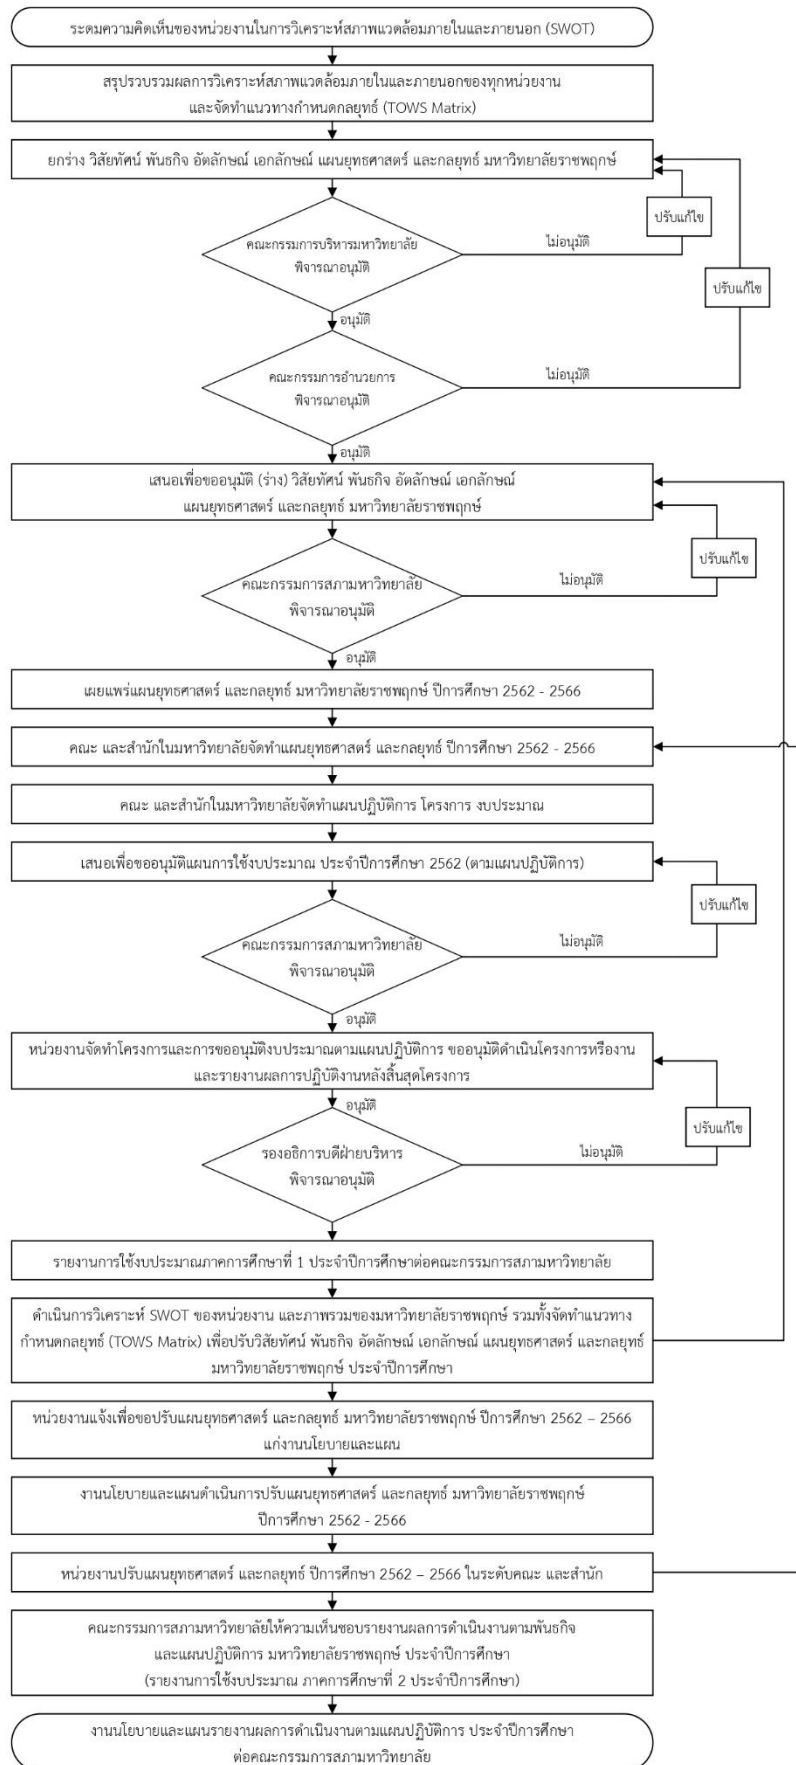 ระดมความคิดเห็นของหน่วยงานในการวิเคราะห์สภาพแวดล้อมภายในและภายนอก (SWOT)
สรุปรวบรวมผลการวิเคราะห์สภาพแวดล้อมภายในและภายนอกของทุกหน่วยงาน
และจัดทำแนวทางกำหนดกลยุทธ์ (TOWS Matrix)
ยกร่าง วิสัยทัศน์ พันธกิจ อัตลักษณ์ เอกลักษณ์ แผนยุทธศาสตร์ และกลยุทธ์ มหาวิทยาลัยราชพฤกษ์
ปรับแก้ไข
คณะกรรมการบริหารมหาวิทยาลัย
พิจารณาอนุมัติ
ไม่อนุมัติ
ปรับแก้ไข
อนุมัติ
คณะกรรมการอำนวยการ
พิจารณาอนุมัติ
ไม่อนุมัติ
อนุมัติ
เสนอเพื่อขออนุมัติ (ร่าง) วิสัยทัศน์ พันธกิจ อัตลักษณ์ เอกลักษณ์
แผนยุทธศาสตร์ และกลยุทธ์ มหาวิทยาลัยราชพฤกษ์
ปรับแก้ไข
คณะกรรมการสภามหาวิทยาลัย
พิจารณาอนุมัติ
ไม่อนุมัติ
อนุมัติ
เผยแพร่แผนยุทธศาสตร์ และกลยุทธ์ มหาวิทยาลัยราชพฤกษ์ ปีการศึกษา 2562 - 2566
คณะ และสำนักในมหาวิทยาลัยจัดทำแผนยุทธศาสตร์ และกลยุทธ์ ปีการศึกษา 2562 - 2566
คณะ และสำนักในมหาวิทยาลัยจัดทำแผนปฏิบัติการ โครงการ งบประมาณ
เสนอเพื่อขออนุมัติแผนการใช้งบประมาณ ประจำปีการศึกษา 2562 (ตามแผนปฏิบัติการ)
ปรับแก้ไข
คณะกรรมการสภามหาวิทยาลัย
พิจารณาอนุมัติ
ไม่อนุมัติ
อนุมัติ
หน่วยงานจัดทำโครงการและการขออนุมัติงบประมาณตามแผนปฏิบัติการ ขออนุมัติดำเนินโครงการหรืองาน
และรายงานผลการปฏิบัติงานหลังสิ้นสุดโครงการ
อนุมัติ
ปรับแก้ไข
รองอธิการบดีฝ่ายบริหาร
พิจารณาอนุมัติ
ไม่อนุมัติ
รายงานการใช้งบประมาณภาคการศึกษาที่ 1 ประจำปีการศึกษาต่อคณะกรรมการสภามหาวิทยาลัย
ดำเนินการวิเคราะห์ SWOT ของหน่วยงาน และภาพรวมของมหาวิทยาลัยราชพฤกษ์ รวมทั้งจัดทำแนวทาง
กำหนดกลยุทธ์ (TOWS Matrix) เพื่อปรับวิสัยทัศน์ พันธกิจ อัตลักษณ์ เอกลักษณ์ แผนยุทธศาสตร์ และกลยุทธ์
มหาวิทยาลัยราชพฤกษ์ ประจำปีการศึกษา
หน่วยงานแจ้งเพื่อขอปรับแผนยุทธศาสตร์ และกลยุทธ์ มหาวิทยาลัยราชพฤกษ์ ปีการศึกษา 2562 – 2566
แก่งานนโยบายและแผน
งานนโยบายและแผนดำเนินการปรับแผนยุทธศาสตร์ และกลยุทธ์ มหาวิทยาลัยราชพฤกษ์
ปีการศึกษา 2562 - 2566
หน่วยงานปรับแผนยุทธศาสตร์ และกลยุทธ์ ปีการศึกษา 2562 – 2566 ในระดับคณะ และสำนัก
คณะกรรมการสภามหาวิทยาลัยให้ความเห็นชอบรายงานผลการดำเนินงานตามพันธกิจ
และแผนปฏิบัติการ มหาวิทยาลัยราชพฤกษ์ ประจำปีการศึกษา
(รายงานการใช้งบประมาณ ภาคการศึกษาที่ 2 ประจำปีการศึกษา)
งานนโยบายและแผนรายงานผลการดำเนินงานตามแผนปฏิบัติการ ประจำปีการศึกษา
ต่อคณะกรรมการสภามหาวิทยาลัย